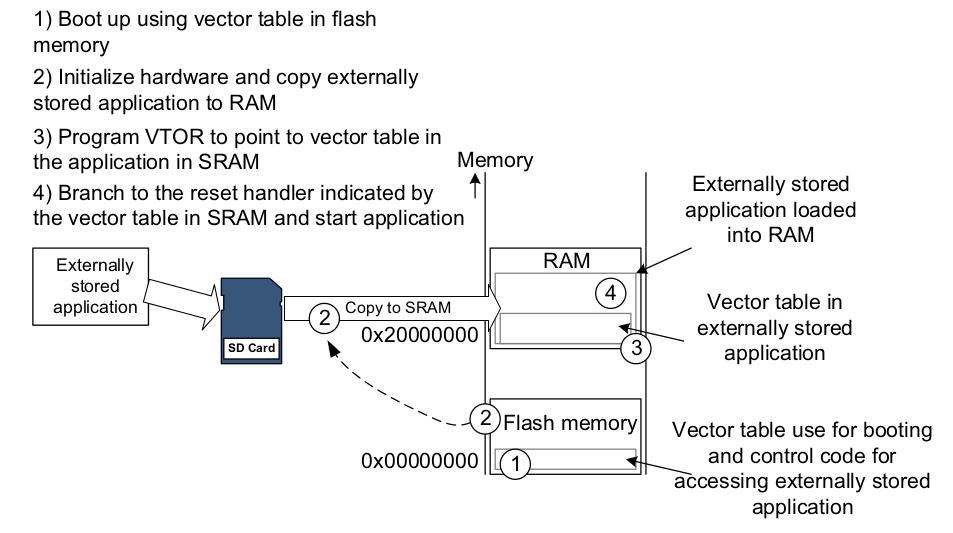 1) Boot up using vector table in flash
memory
2) Initialize hardware and copy externally
stored application to RAM
3) Program VTOR to point to vector table in
the application in SRAM
4) Branch to the reset handler indicated by
the vector table in SRAM and start application
Memory
Externally stored
application loaded
into RAM
Externally
stored
application
SD Card
2
Copy to SRAM
0x20000000
RAM
4
3
Vector table in
externally stored
application
2
Flash memory
0x00000000
1
Vector table use for booting
and control code for
accessing externally stored
application